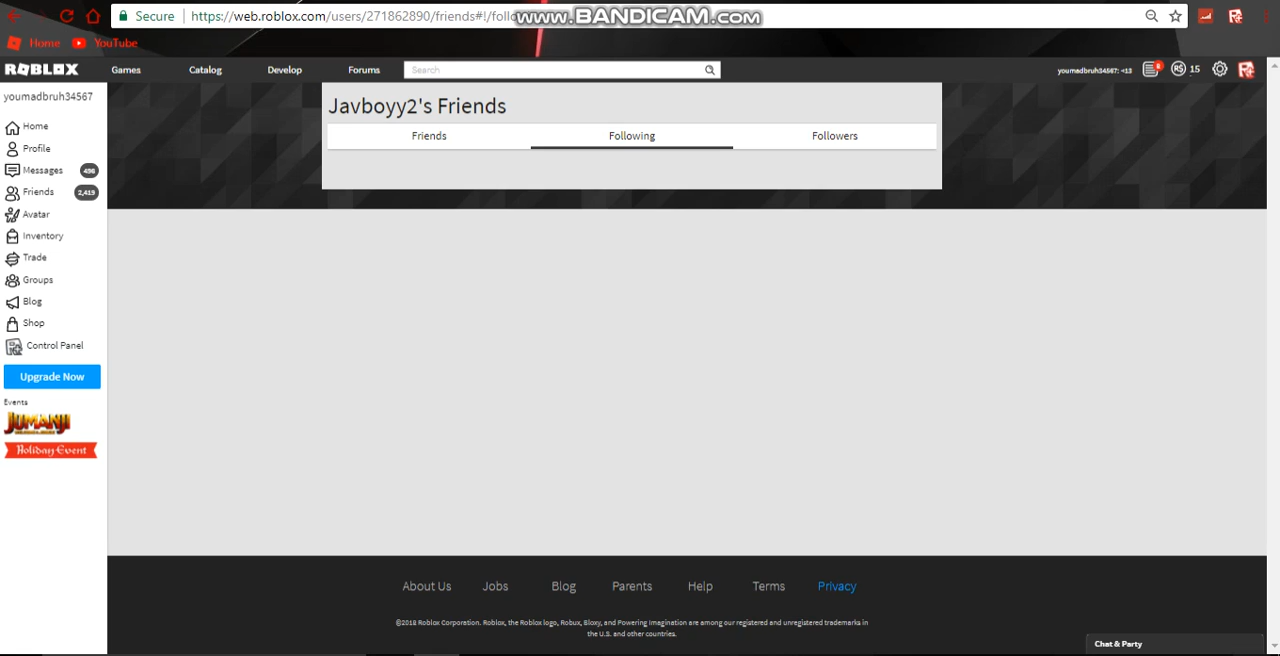 Secure https://web.roblox.com/users/271862890/friends#!/follo
www.BANDICAM.com
Home YouTube
ROBLOX Games Catalog Develop Forums Search youmadbruh34567: <13 R$ 15
youmadbruh34567
Home
Profile
Messages 496
Friends 2,419
Avatar
Inventory
Trade
Groups
Blog
Shop
Control Panel
Upgrade Now
Events
JUMANJI
Holiday Event
Javboyy2's Friends
Friends Following Followers
About Us Jobs Blog Parents Help Terms Privacy
©2018 Roblox Corporation. Roblox, the Roblox logo, Robux, Bloxy, and Powering Imagination are among our registered and unregistered trademarks in
the U.S. and other countries.
Chat & Party